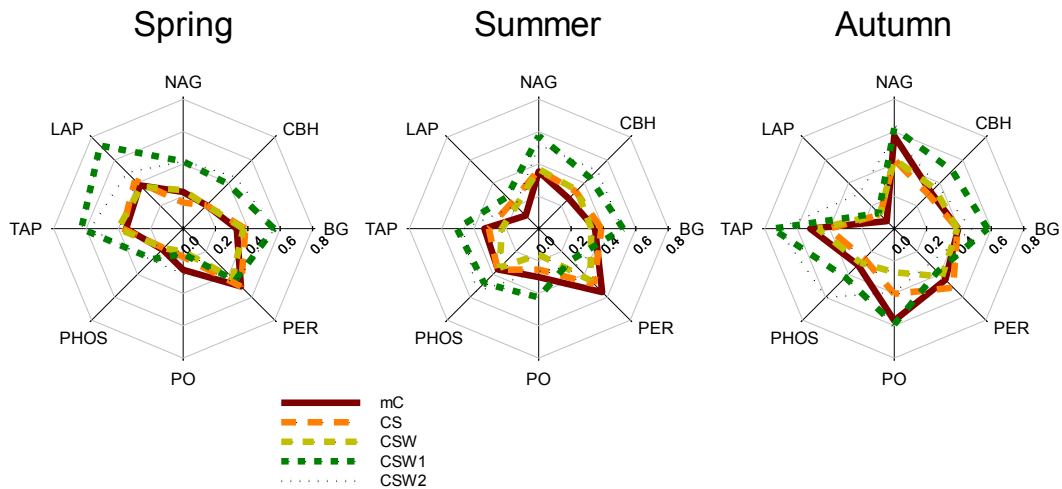 Spring Summer Autumn
NAG NAG NAG
LAP CBH LAP CBH LAP CBH
TAP 0.0 0.2 0.4 0.6 0.8 BG TAP 0.0 0.2 0.4 0.6 0.8 BG TAP 0.0 0.2 0.4 0.6 0.8 BG
PHOS PER PHOS PER PHOS PER
PO PO PO
mC
CS
CSW
CSW1
CSW2